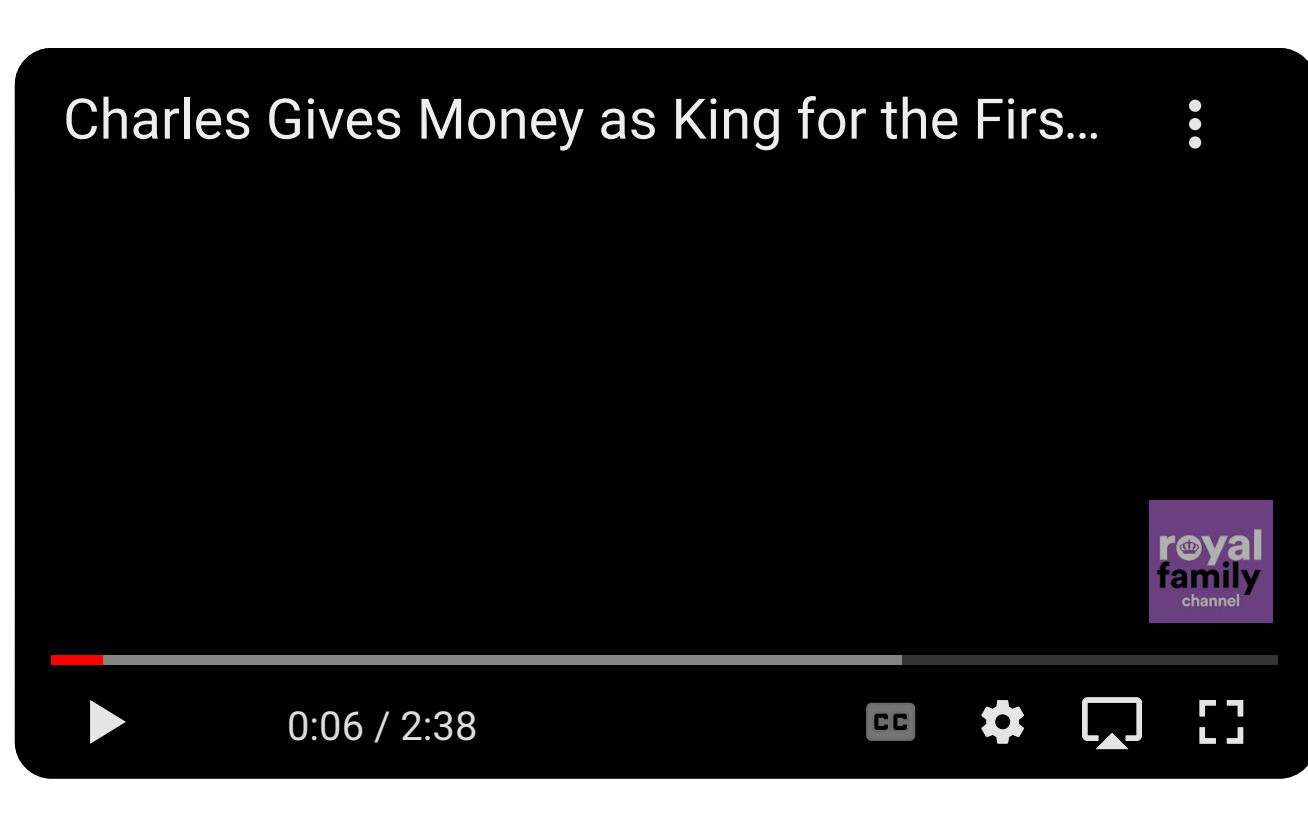 Charles Gives Money as King for the Firs...
royal
family
channel
0:06 / 2:38
CC